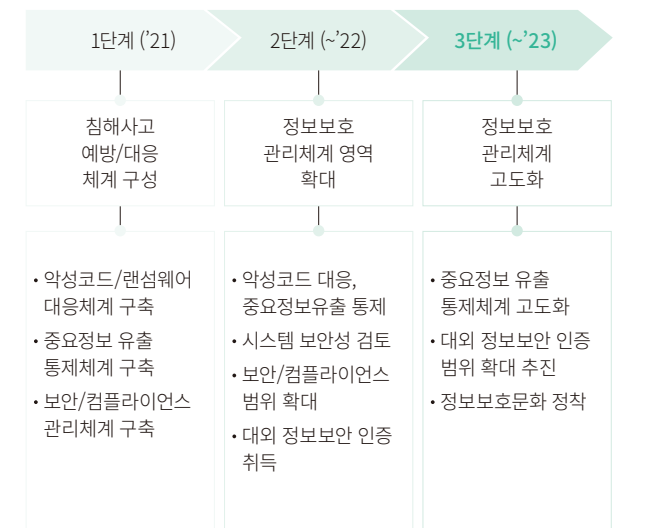 1단계 (’21)
2단계 (~’22)
3단계 (~’23)
침해사고
예방/대응
체계 구성
정보보호
관리체계 영역
확대
정보보호
관리체계
고도화
· 악성코드/랜섬웨어
대응체계 구축
· 중요정보 유출
통제체계 구축
· 보안/컴플라이언스
관리체계 구축
· 악성코드 대응,
중요정보유출 통제
· 시스템 보안성 검토
· 보안/컴플라이언스
범위 확대
· 대외 정보보안 인증
취득
· 중요정보 유출
통제체계 고도화
· 대외 정보보안 인증
범위 확대 추진
· 정보보호문화 정착